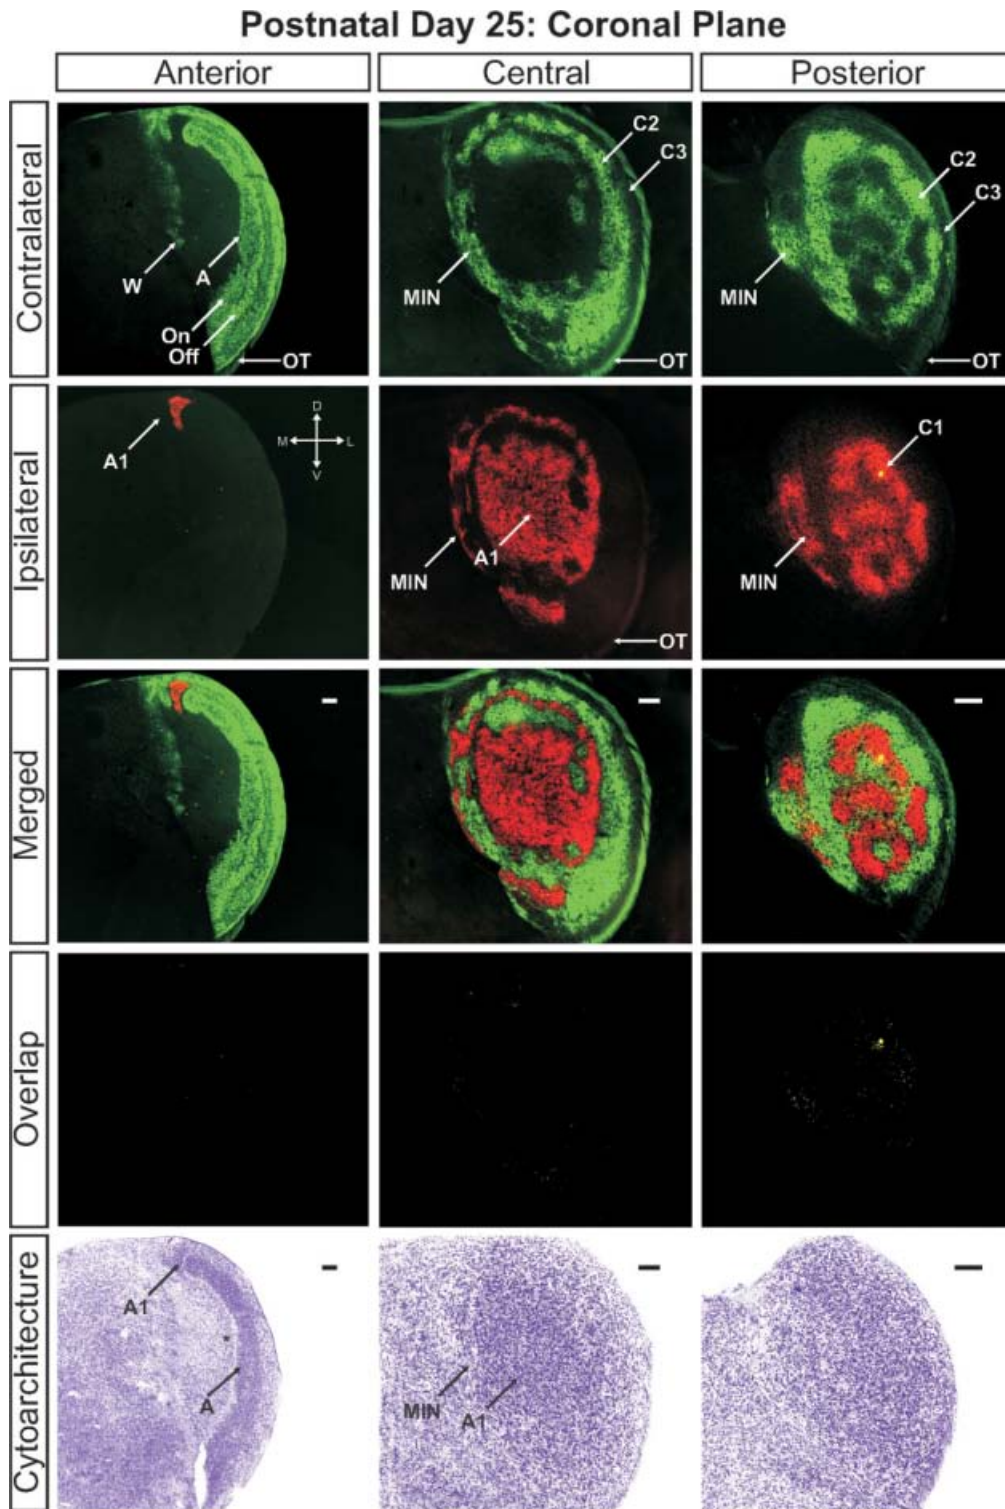 Postnatal Day 25: Coronal Plane
Anterior
Central
Posterior
Contralateral
W
A
On
Off
OT
C2
C3
MIN
OT
C2
C3
MIN
OT
Ipsilateral
A1
D
M
L
V
MIN
A1
OT
C1
MIN
Merged
Overlap
Cytoarchitecture
A1
*
A
MIN
A1